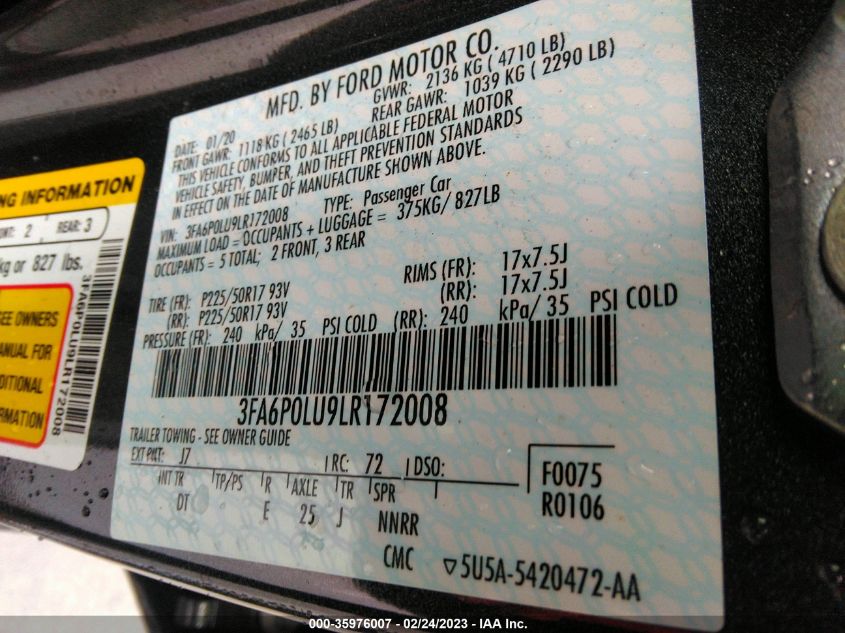 MFD. BY FORD MOTOR CO.
DATE: 01/20 GVWR: 2136 KG ( 4710 LB)
FRONT GAWR: 1118 KG ( 2465 LB) REAR GAWR: 1039 KG ( 2290 LB)
THIS VEHICLE CONFORMS TO ALL APPLICABLE FEDERAL MOTOR
VEHICLE SAFETY, BUMPER, AND THEFT PREVENTION STANDARDS
IN EFFECT ON THE DATE OF MANUFACTURE SHOWN ABOVE.
VIN: 3FA6P0LU9LR172008 TYPE: Passenger Car
MAXIMUM LOAD = OCCUPANTS + LUGGAGE = 375KG/ 827LB
OCCUPANTS = 5 TOTAL; 2 FRONT, 3 REAR
TIRE (FR): P225/50R17 93V RIMS (FR): 17x7.5J
(RR): P225/50R17 93V (RR): 17x7.5J
PRESSURE (FR): 240 kPa/ 35 PSI COLD (RR): 240 kPa/ 35 PSI COLD
3FA6P0LU9LR172008
TRAILER TOWING - SEE OWNER GUIDE
EXT PNT: J7 RC: 72 DSO:
INT TR TP/PS R AXLE TR SPR
DT E 25 J NNRR
F0075
R0106
CMC ▽5U5A-5420472-AA
NG INFORMATION
NT: 2 REAR: 3
kg or 827 lbs.
SEE OWNERS
ANUAL FOR
DITIONAL
RMATION
3FA6P0LU9LR172008
000-35976007 - 02/24/2023 - IAA Inc.